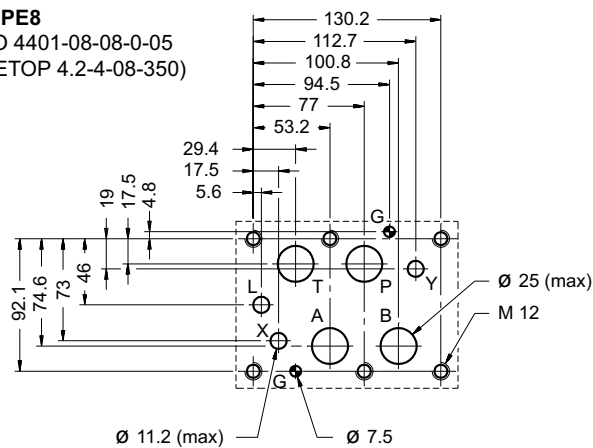 PE8
O 4401-08-08-0-05
ETOP 4.2-4-08-350)
130.2
112.7
100.8
94.5
77
53.2
29.4
17.5
5.6
19
17.5
4.8
G
92.1
74.6
73
46
L
T
P
Y
Ø 25 (max)
X
A
B
M 12
G
Ø 11.2 (max)
Ø 7.5